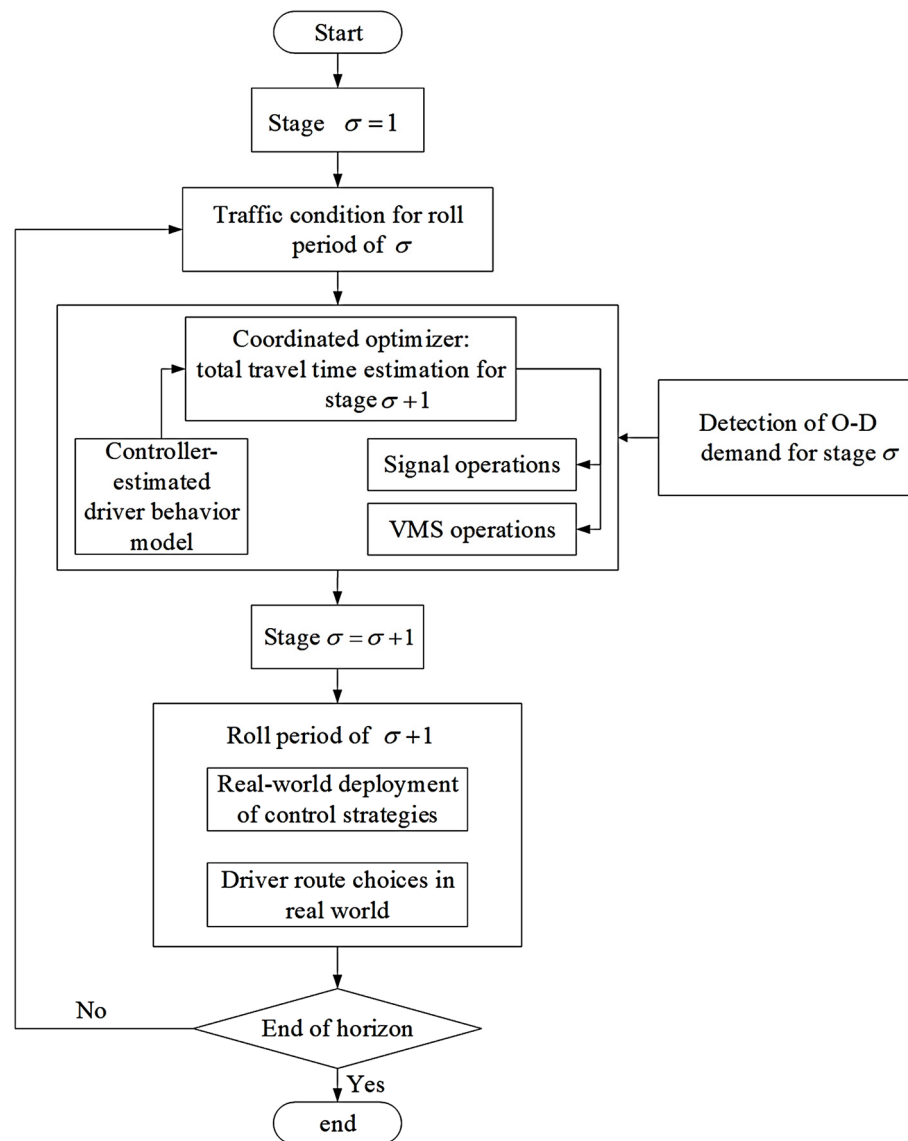 Start
Stage σ = 1
Traffic condition for roll
period of σ
Coordinated optimizer:
total travel time estimation for
stage σ + 1
Controller-
estimated
driver behavior
model
Signal operations
VMS operations
Detection of O-D
demand for stage σ
Stage σ = σ + 1
Roll period of σ + 1
Real-world deployment
of control strategies
Driver route choices in
real world
End of horizon
No
Yes
end